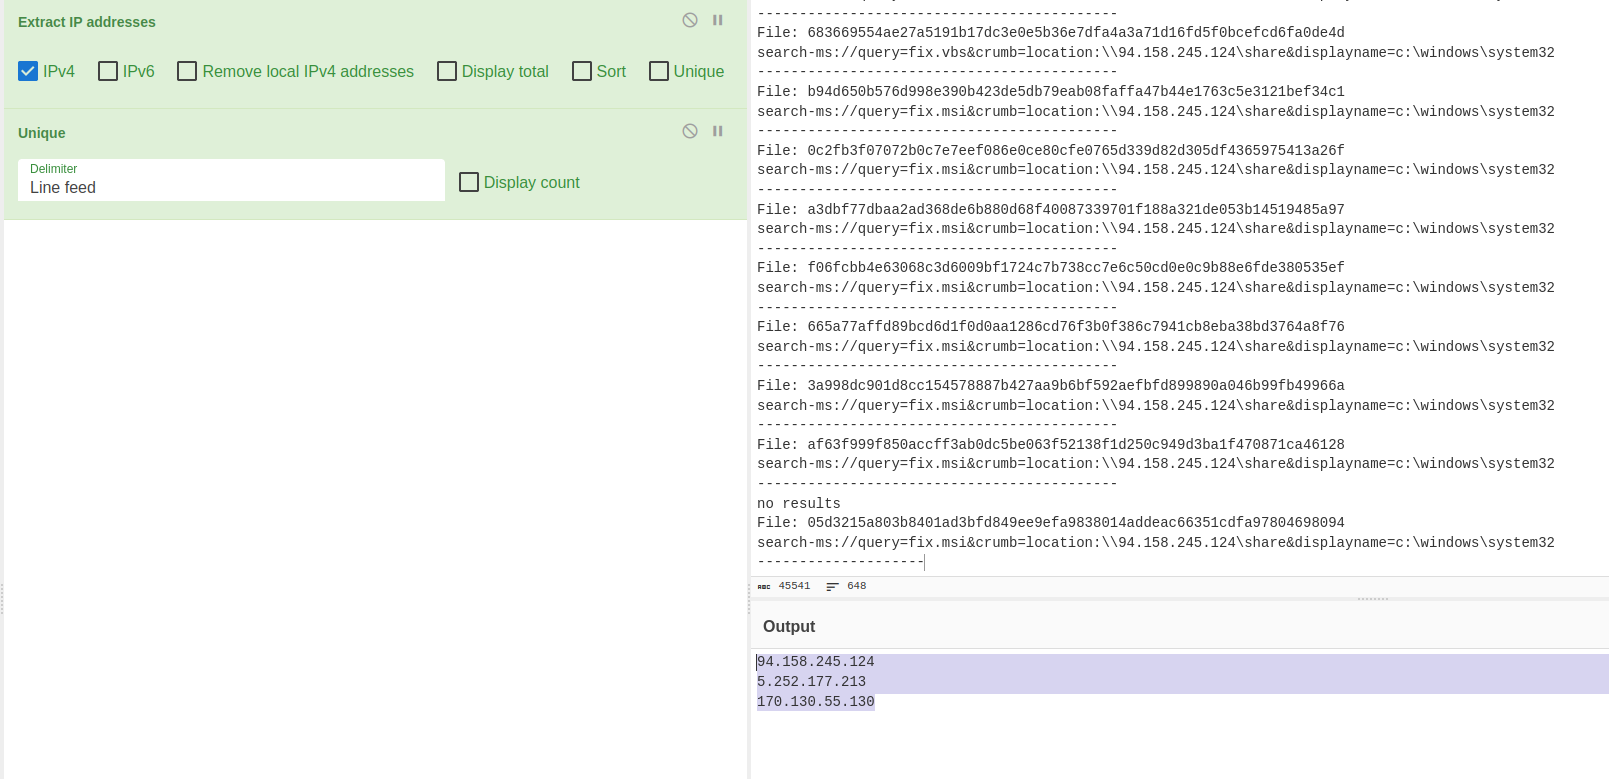 Extract IP addresses
IPv4 IPv6 Remove local IPv4 addresses Display total Sort Unique
Unique
Delimiter
Line feed
Display count
-------------------------------------------
File: 683669554ae27a5191b17dc3e0e5b36e7dfa4a3a71d16fd5f0bcefcd6fa0de4d
search-ms://query=fix.vbs&crumb=location:\\94.158.245.124\share&displayname=c:\windows\system32
-------------------------------------------
File: b94d650b576d998e390b423de5db79eab08faffa47b44e1763c5e3121bef34c1
search-ms://query=fix.msi&crumb=location:\\94.158.245.124\share&displayname=c:\windows\system32
-------------------------------------------
File: 0c2fb3f07072b0c7e7eef086e0ce80cfe0765d339d82d305df4365975413a26f
search-ms://query=fix.msi&crumb=location:\\94.158.245.124\share&displayname=c:\windows\system32
-------------------------------------------
File: a3dbf77dbaa2ad368de6b880d68f40087339701f188a321de053b14519485a97
search-ms://query=fix.msi&crumb=location:\\94.158.245.124\share&displayname=c:\windows\system32
-------------------------------------------
File: f06fcbb4e63068c3d6009bf1724c7b738cc7e6c50cd0e0c9b88e6fde380535ef
search-ms://query=fix.msi&crumb=location:\\94.158.245.124\share&displayname=c:\windows\system32
-------------------------------------------
File: 665a77affd89bcd6d1f0d0aa1286cd76f3b0f386c7941cb8eba38bd3764a8f76
search-ms://query=fix.msi&crumb=location:\\94.158.245.124\share&displayname=c:\windows\system32
-------------------------------------------
File: 3a998dc901d8cc154578887b427aa9b6bf592aefbfd899890a046b99fb49966a
search-ms://query=fix.msi&crumb=location:\\94.158.245.124\share&displayname=c:\windows\system32
-------------------------------------------
File: af63f999f850accff3ab0dc5be063f52138f1d250c949d3ba1f470871ca46128
search-ms://query=fix.msi&crumb=location:\\94.158.245.124\share&displayname=c:\windows\system32
-------------------------------------------
no results
File: 05d3215a803b8401ad3bfd849ee9efa9838014addeac66351cdfa97804698094
search-ms://query=fix.msi&crumb=location:\\94.158.245.124\share&displayname=c:\windows\system32
--------------------
ABC 45541 648
Output
94.158.245.124
5.252.177.213
170.130.55.130